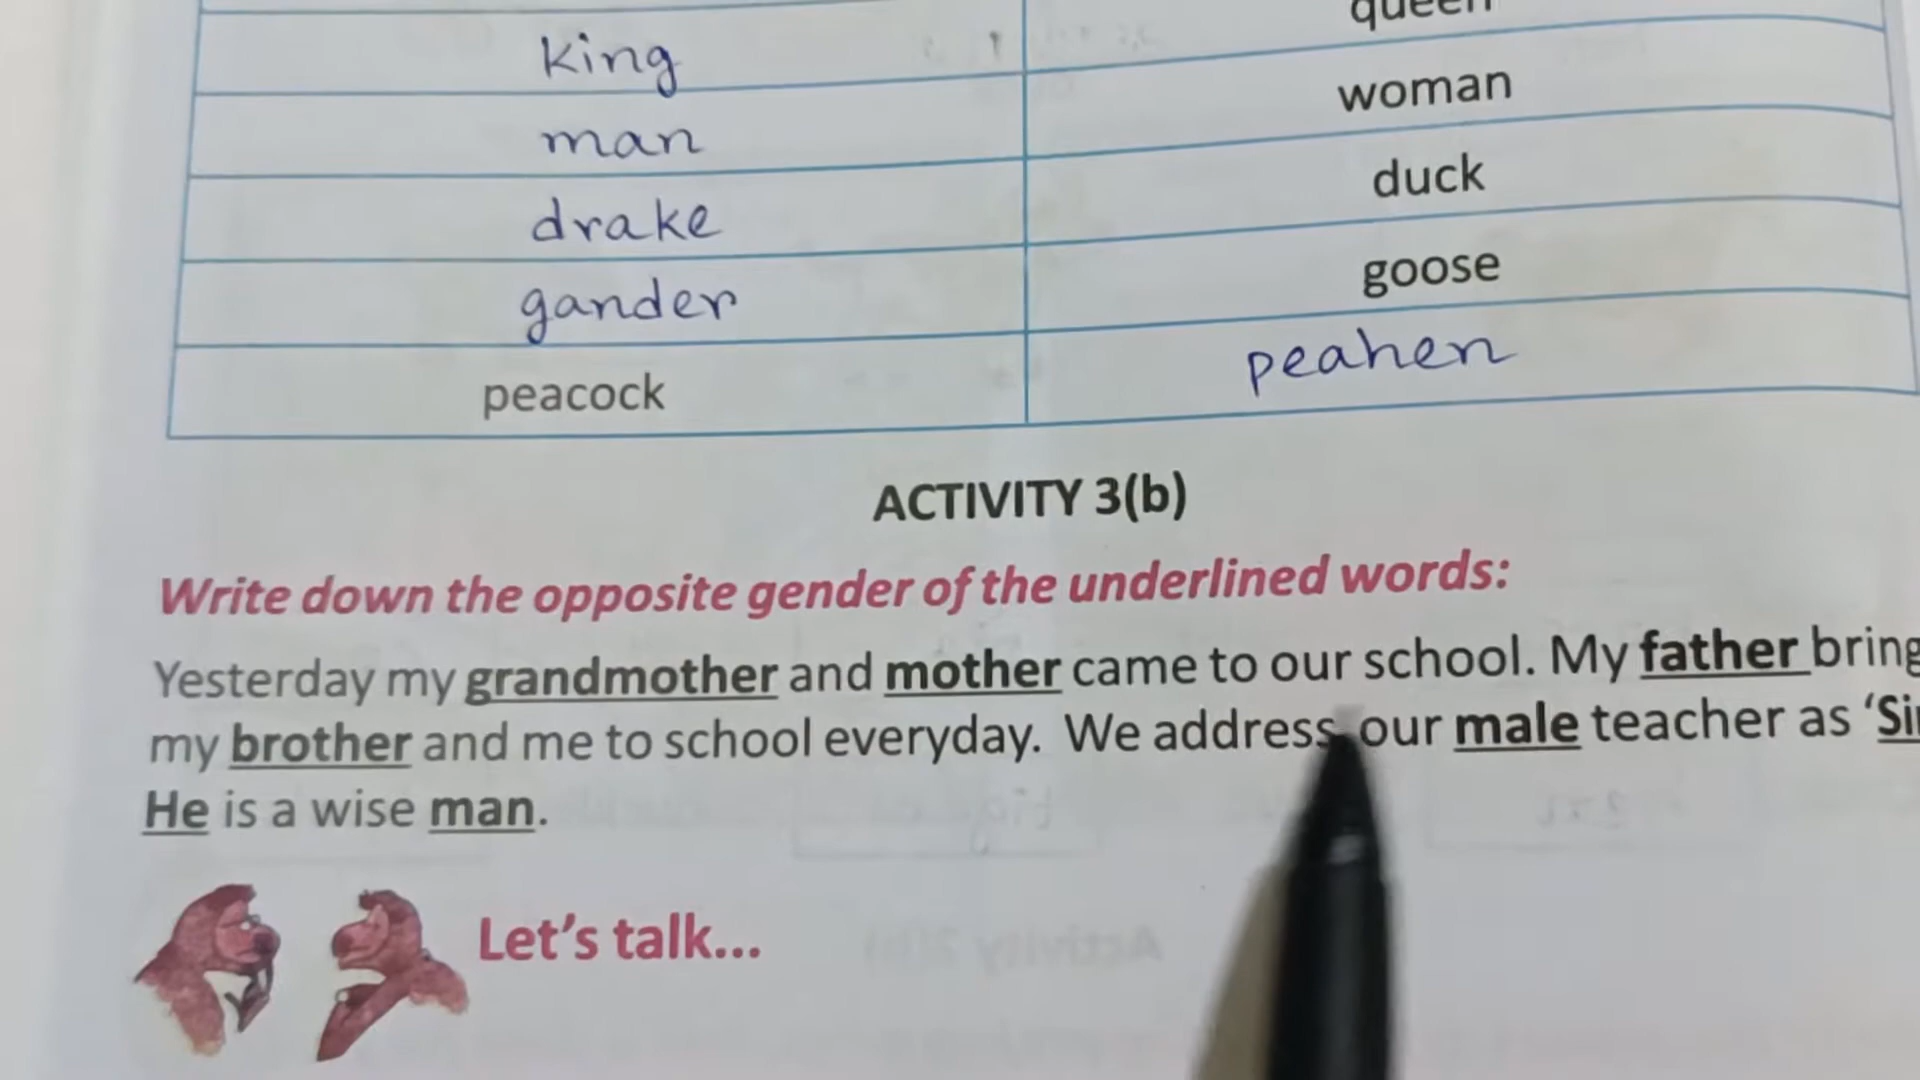 queen
king
woman
man
duck
drake
goose
gander
peahen
peacock
ACTIVITY 3(b)
Write down the opposite gender of the underlined words:
Yesterday my grandmother and mother came to our school. My father bring
my brother and me to school everyday. We address our male teacher as ‘Si
He is a wise man.
Let’s talk...